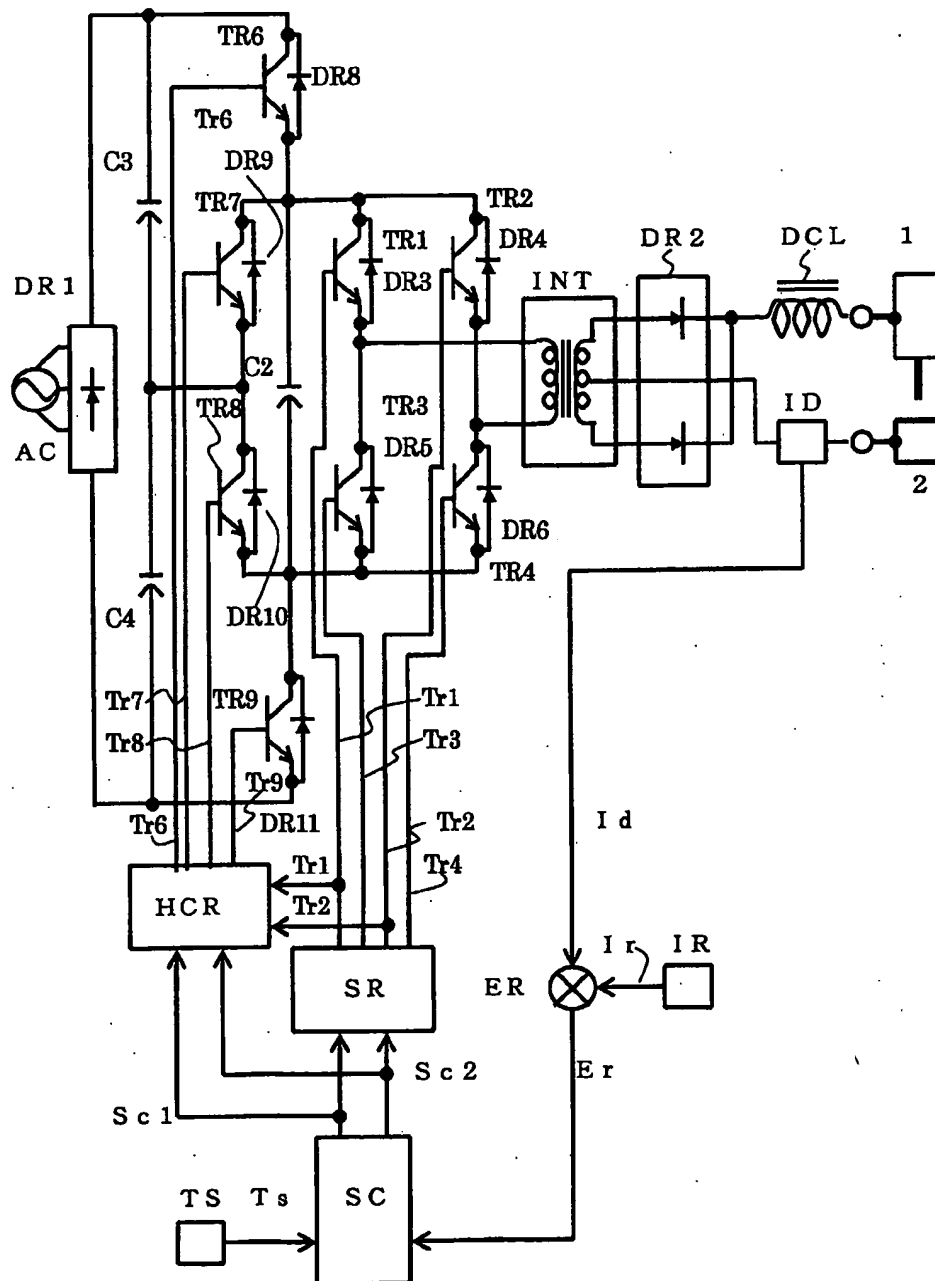 TR6
DR8
Tr6
C3
DR9
TR7
TR2
TR1
DR4
DR2
DCL
1
DR3
INT
DR1
C2
TR8
TR3
ID
AC
DR5
2
DR6
TR4
C4
DR10
Tr7
TR9
Tr1
Tr8
Tr3
Tr9
Tr6
DR11
Tr2
Id
Tr1
Tr4
HCR
Tr2
Ir
IR
SR
ER
Sc2
Er
Sc1
TS
Ts
SC